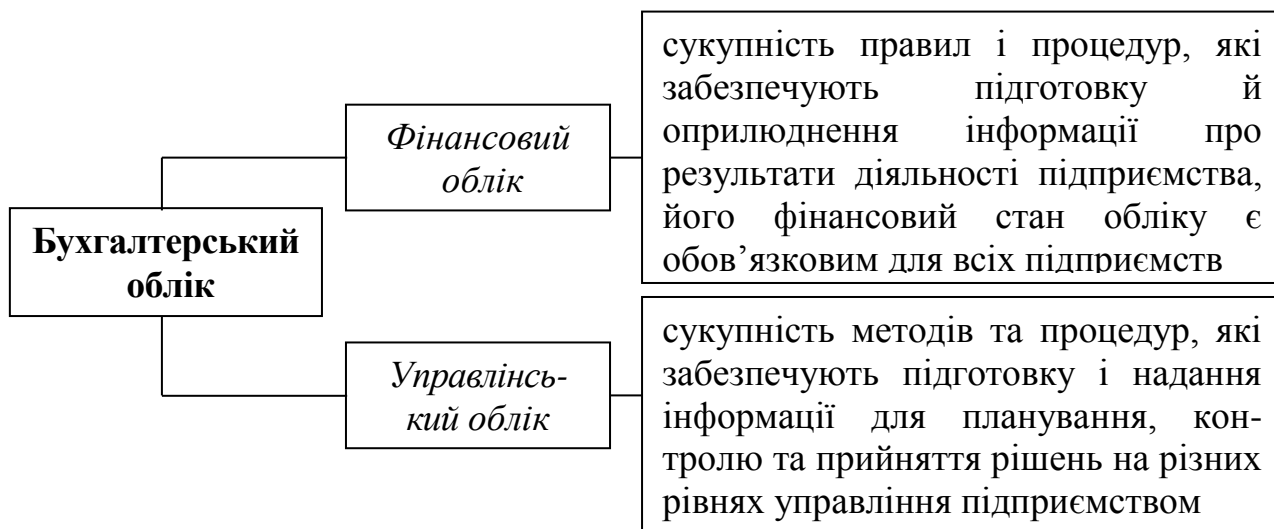 Бухгалтерський
облік
Фінансовий
облік
сукупність правил і процедур, які
забезпечують підготовку й
оприлюднення інформації про
результати діяльності підприємства,
його фінансовий стан обліку є
обов’язковим для всіх підприємств
Управлінсь-
кий облік
сукупність методів та процедур, які
забезпечують підготовку і надання
інформації для планування, кон-
тролю та прийняття рішень на різних
рівнях управління підприємством